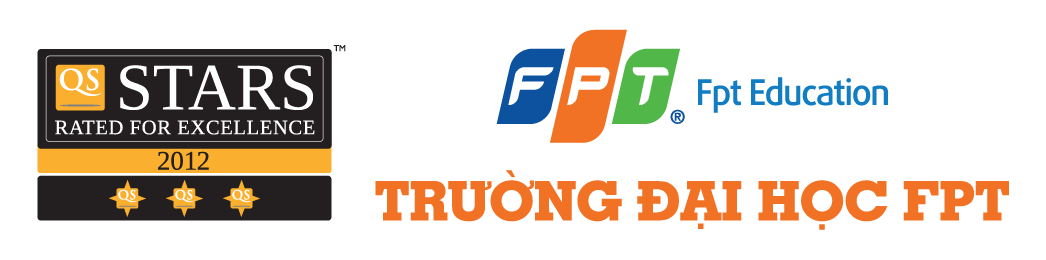 QS STARS™
RATED FOR EXCELLENCE
2012
QS QS QS
FPT® Fpt Education
TRƯỜNG ĐẠI HỌC FPT